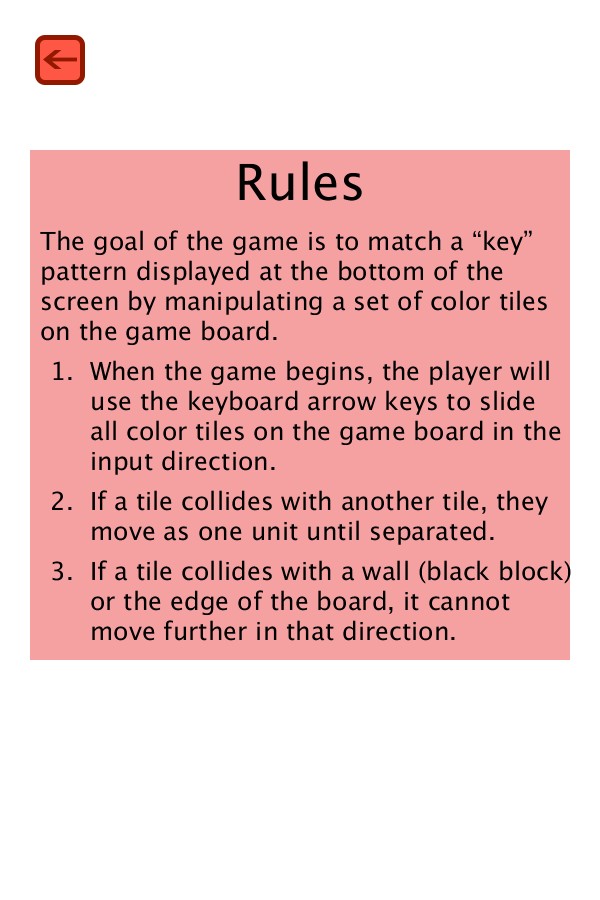 Rules
The goal of the game is to match a “key”
pattern displayed at the bottom of the
screen by manipulating a set of color tiles
on the game board.
1. When the game begins, the player will
use the keyboard arrow keys to slide
all color tiles on the game board in the
input direction.
2. If a tile collides with another tile, they
move as one unit until separated.
3. If a tile collides with a wall (black block)
or the edge of the board, it cannot
move further in that direction.